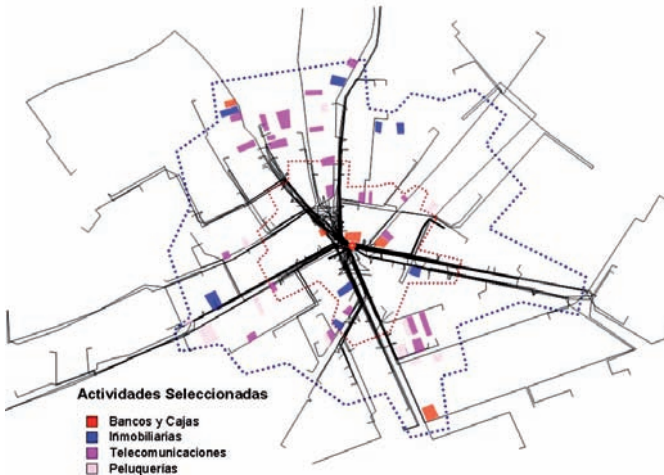 Actividades Seleccionadas
Bancos y Cajas
Inmobiliarias
Telecomunicaciones
Peluquerías